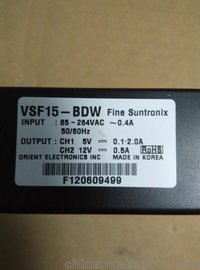 VSF15-BDW Fine Suntronix
INPUT : 85-264VAC ~ 0.4A
50/60Hz
OUTPUT : CH1 5V ⎓ 0.1-2.0A
CH2 12V ⎓ 0.5A RoHS
ORIENT ELECTRONICS INC MADE IN KOREA
F120609499